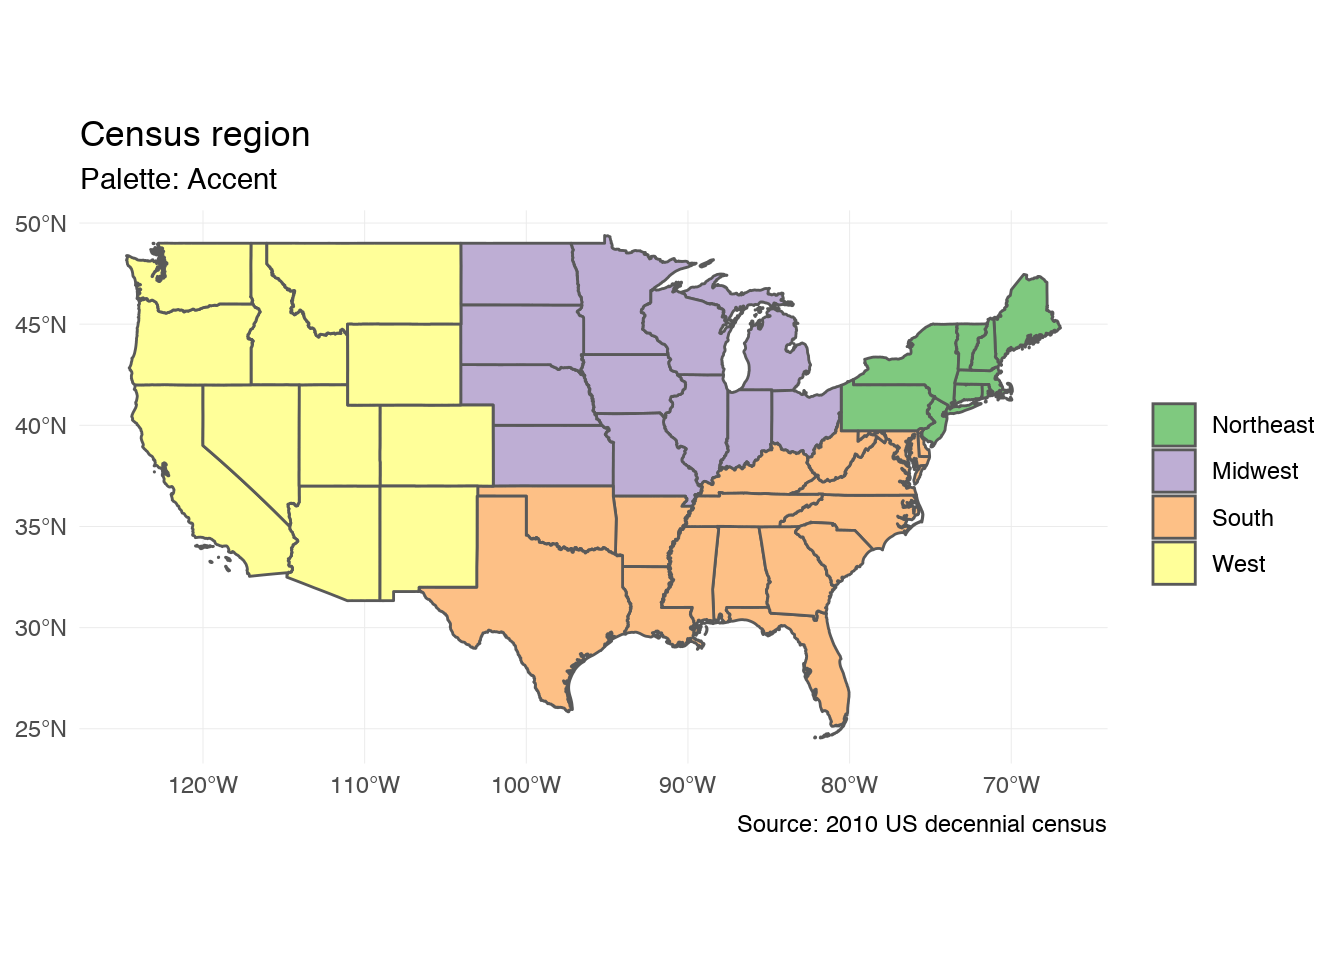 Census region
Palette: Accent
50°N
45°N
40°N
35°N
30°N
25°N
120°W
110°W
100°W
90°W
80°W
70°W
Northeast
Midwest
South
West
Source: 2010 US decennial census